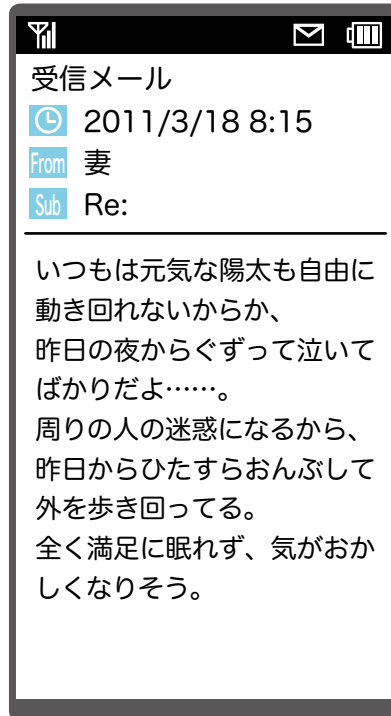 受信メール
2011/3/18 8:15
From 妻
Sub Re:
いつもは元気な陽太も自由に
動き回れないからか、
昨日の夜からぐずって泣いて
ばかりだよ……。
周りの人の迷惑になるから、
昨日からひたすらおんぶして
外を歩き回ってる。
全く満足に眠れず、気がおか
しくなりそう。